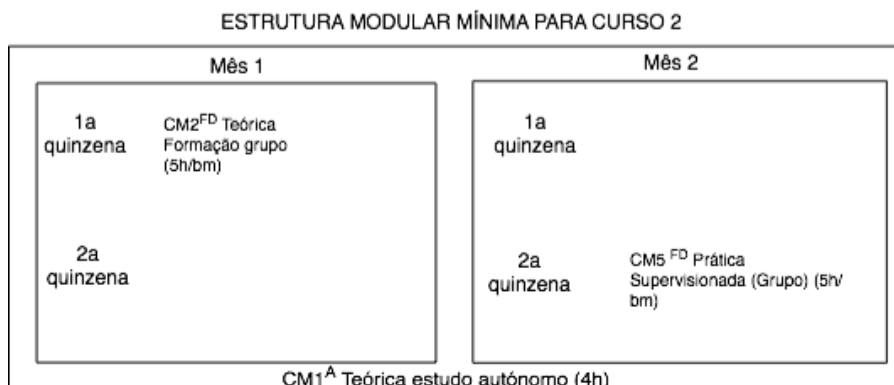 ESTRUTURA MODULAR MÍNIMA PARA CURSO 2
Mês 1
1a
quinzena
CM2FD Teórica
Formação grupo
(5h/bm)
2a
quinzena
Mês 2
1a
quinzena
2a
quinzena
CM5 FD Prática
Supervisionada (Grupo) (5h/
bm)
CM1A Teórica estudo autónomo (4h)